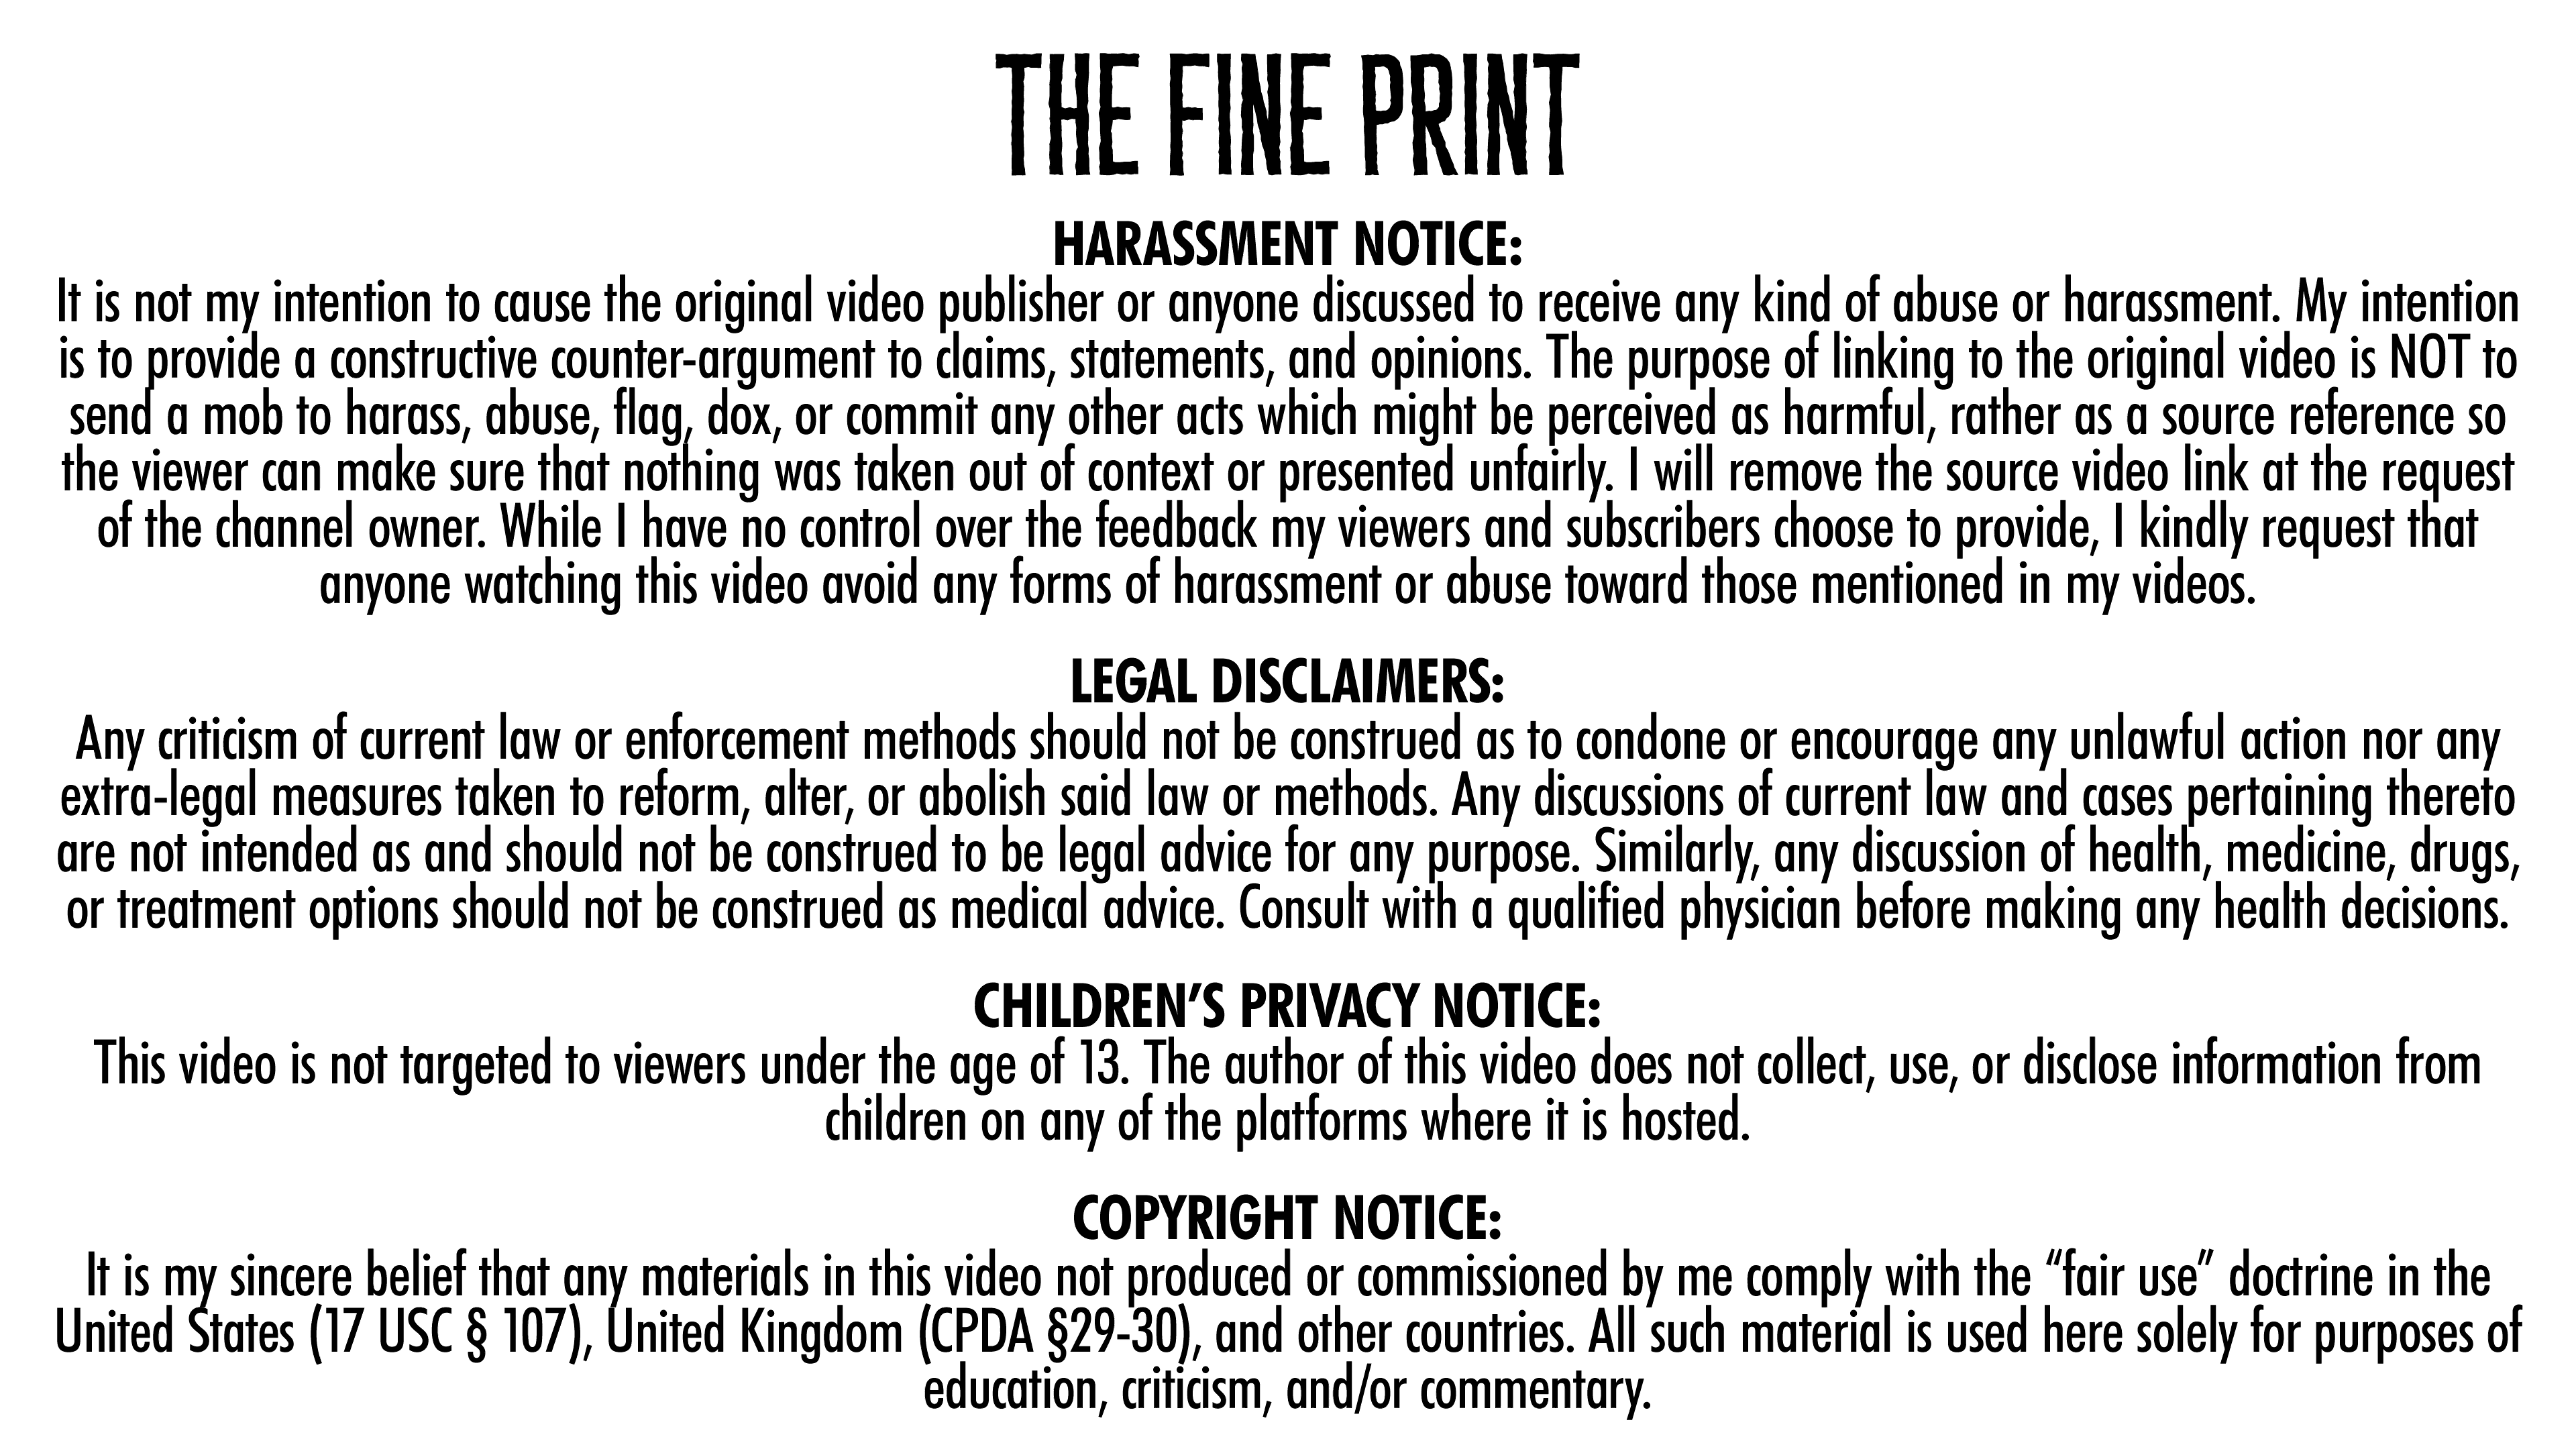 THE FINE PRINT
HARASSMENT NOTICE:
It is not my intention to cause the original video publisher or anyone discussed to receive any kind of abuse or harassment. My intention
is to provide a constructive counter-argument to claims, statements, and opinions. The purpose of linking to the original video is NOT to
send a mob to harass, abuse, flag, dox, or commit any other acts which might be perceived as harmful, rather as a source reference so
the viewer can make sure that nothing was taken out of context or presented unfairly. I will remove the source video link at the request
of the channel owner. While I have no control over the feedback my viewers and subscribers choose to provide, I kindly request that
anyone watching this video avoid any forms of harassment or abuse toward those mentioned in my videos.
LEGAL DISCLAIMERS:
Any criticism of current law or enforcement methods should not be construed as to condone or encourage any unlawful action nor any
extra-legal measures taken to reform, alter, or abolish said law or methods. Any discussions of current law and cases pertaining thereto
are not intended as and should not be construed to be legal advice for any purpose. Similarly, any discussion of health, medicine, drugs,
or treatment options should not be construed as medical advice. Consult with a qualified physician before making any health decisions.
CHILDREN’S PRIVACY NOTICE:
This video is not targeted to viewers under the age of 13. The author of this video does not collect, use, or disclose information from
children on any of the platforms where it is hosted.
COPYRIGHT NOTICE:
It is my sincere belief that any materials in this video not produced or commissioned by me comply with the “fair use” doctrine in the
United States (17 USC § 107), United Kingdom (CPDA §29-30), and other countries. All such material is used here solely for purposes of
education, criticism, and/or commentary.